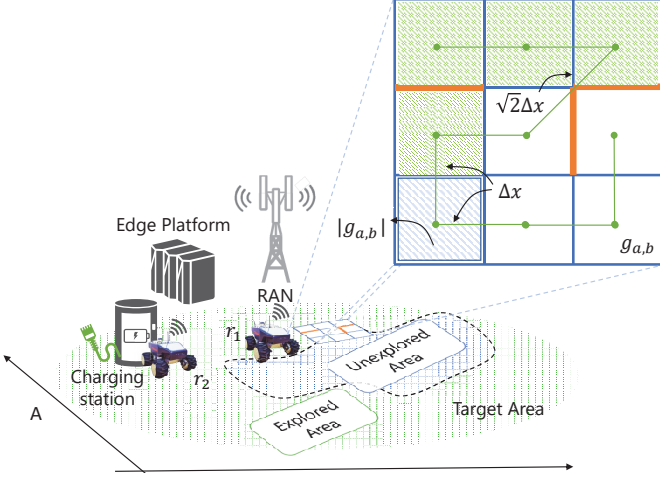 √2Δx
Δx
|g_{a,b}|
g_{a,b}
Edge Platform
RAN
r_1
r_2
Charging
station
Unexplored
Area
Explored
Area
Target Area
A